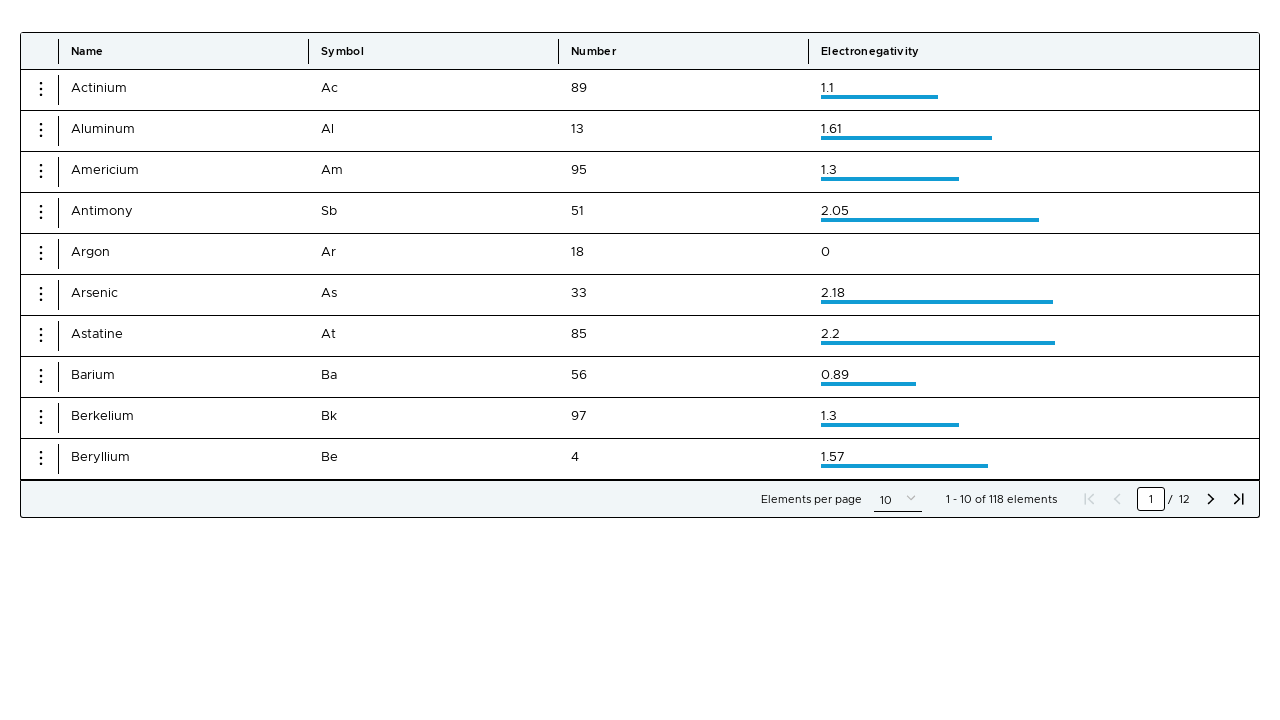 Name Symbol Number Electronegativity
Actinium Ac 89 1.1
Aluminum Al 13 1.61
Americium Am 95 1.3
Antimony Sb 51 2.05
Argon Ar 18 0
Arsenic As 33 2.18
Astatine At 85 2.2
Barium Ba 56 0.89
Berkelium Bk 97 1.3
Beryllium Be 4 1.57
Elements per page 10 1 - 10 of 118 elements 1 / 12